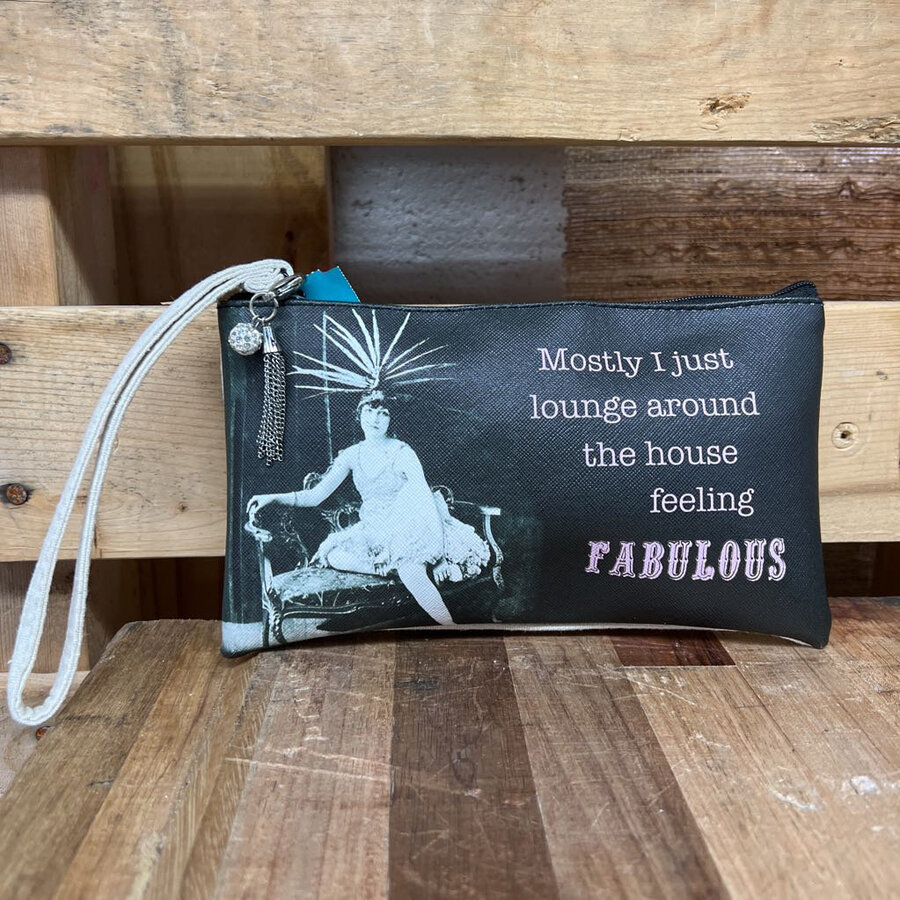 Mostly I just
lounge around
the house
feeling
FABULOUS